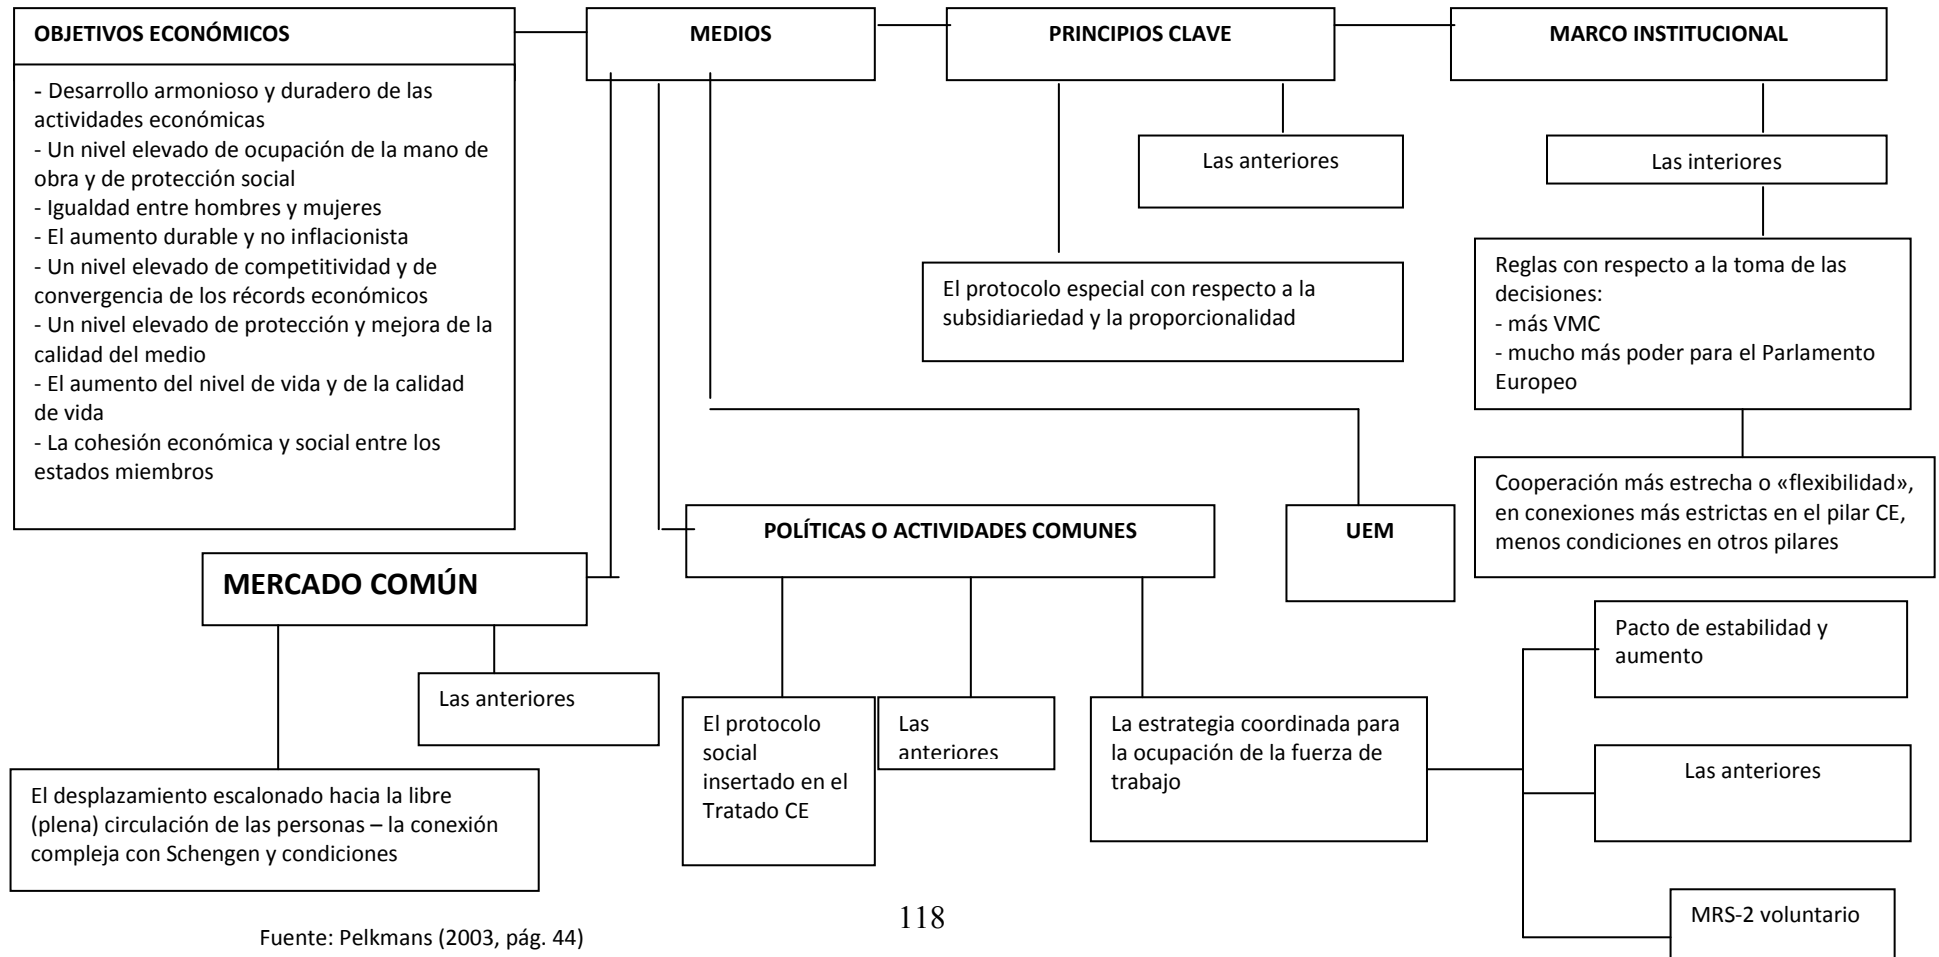 OBJETIVOS ECONÓMICOS
MEDIOS
PRINCIPIOS CLAVE
MARCO INSTITUCIONAL
- Desarrollo armonioso y duradero de las
actividades económicas
- Un nivel elevado de ocupación de la mano de
obra y de protección social
- Igualdad entre hombres y mujeres
- El aumento durable y no inflacionista
- Un nivel elevado de competitividad y de
convergencia de los récords económicos
- Un nivel elevado de protección y mejora de la
calidad del medio
- El aumento del nivel de vida y de la calidad
de vida
- La cohesión económica y social entre los
estados miembros
Las anteriores
Las interiores
El protocolo especial con respecto a la
subsidiariedad y la proporcionalidad
Reglas con respecto a la toma de las
decisiones:
- más VMC
- mucho más poder para el Parlamento
Europeo
Cooperación más estrecha o «flexibilidad»,
en conexiones más estrictas en el pilar CE,
menos condiciones en otros pilares
POLÍTICAS O ACTIVIDADES COMUNES
UEM
MERCADO COMÚN
Las anteriores
El desplazamiento escalonado hacia la libre
(plena) circulación de las personas – la conexión
compleja con Schengen y condiciones
El protocolo
social
insertado en el
Tratado CE
Las
anteriores
La estrategia coordinada para
la ocupación de la fuerza de
trabajo
Pacto de estabilidad y
aumento
Las anteriores
MRS-2 voluntario
118
Fuente: Pelkmans (2003, pág. 44)